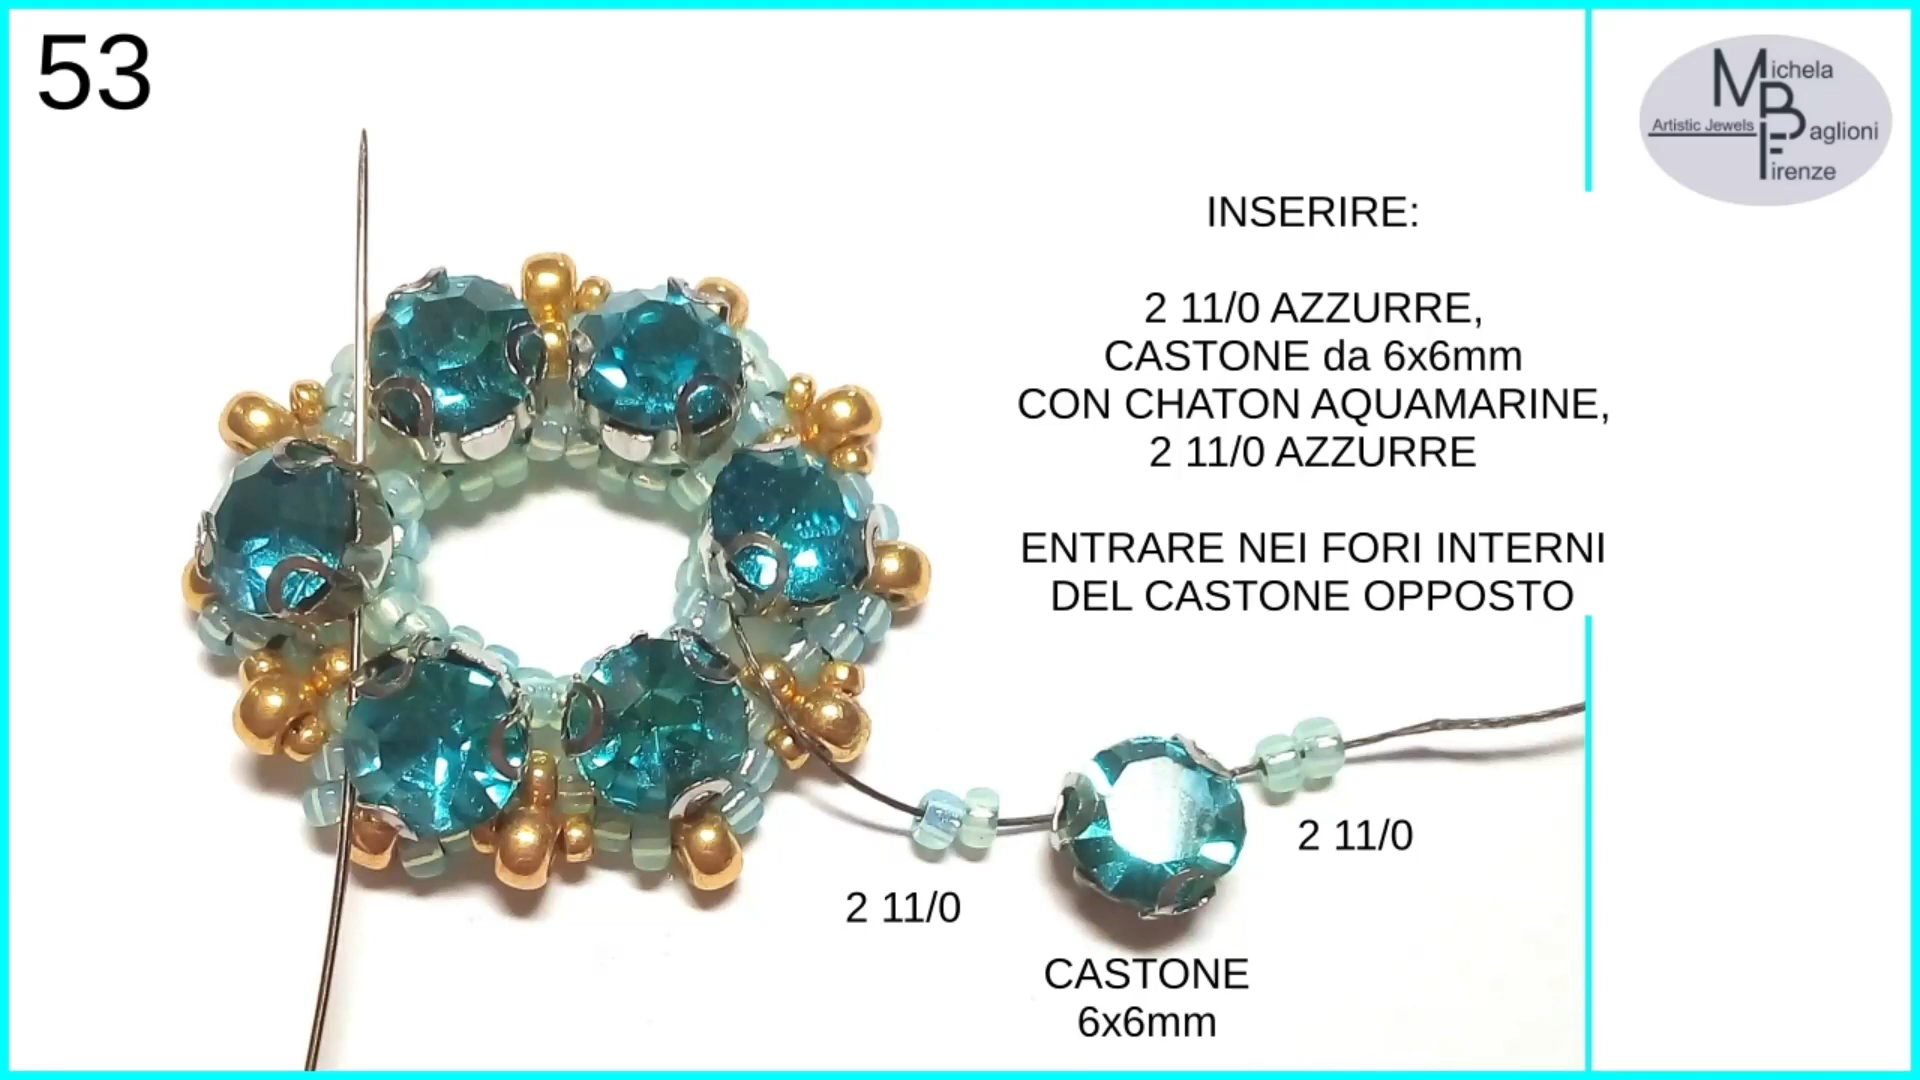 53
Michela
Artistic Jewels
Baglioni
Firenze
INSERIRE:
2 11/0 AZZURRE,
CASTONE da 6x6mm
CON CHATON AQUAMARINE,
2 11/0 AZZURRE
ENTRARE NEI FORI INTERNI
DEL CASTONE OPPOSTO
2 11/0
2 11/0
CASTONE
6x6mm